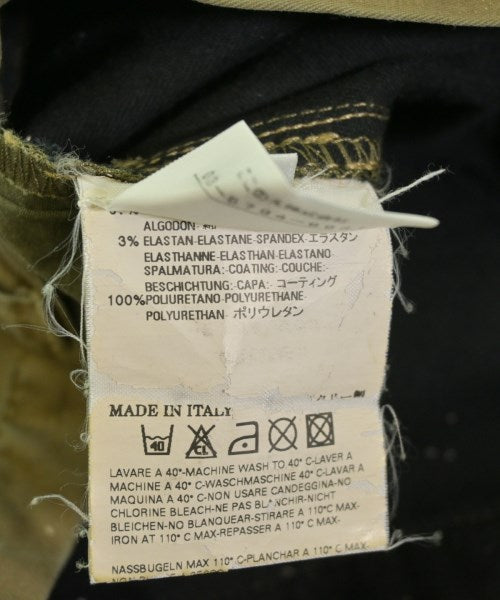 ALGODON-綿
3% ELASTAN-ELASTANE-SPANDEX-エラスタン
ELASTHANNE-ELASTHAN-ELASTANO
SPALMATURA:-COATING:-COUCHE:-
BESCHICHTUNG:-CAPA:-コーティング
100%POLIURETANO-POLYURETHANE-
POLYURETHAN-ポリウレタン
MADE IN ITALY
40 CL
LAVARE A 40°-MACHINE WASH TO 40° C-LAVER A
MACHINE A 40° C-WASCHMASCHINE 40° C-LAVAR A
MAQUINA A 40° C-NON USARE CANDEGGINA-NO
CHLORINE BLEACH-NE PAS BLANCHIR-NICHT
BLEICHEN-NO BLANQUEAR-STIRARE A 110°C MAX-
IRON AT 110° C MAX-REPASSER A 110° C MAX-
NASSBUGELN MAX 110° C-PLANCHAR A 110° C MAX-